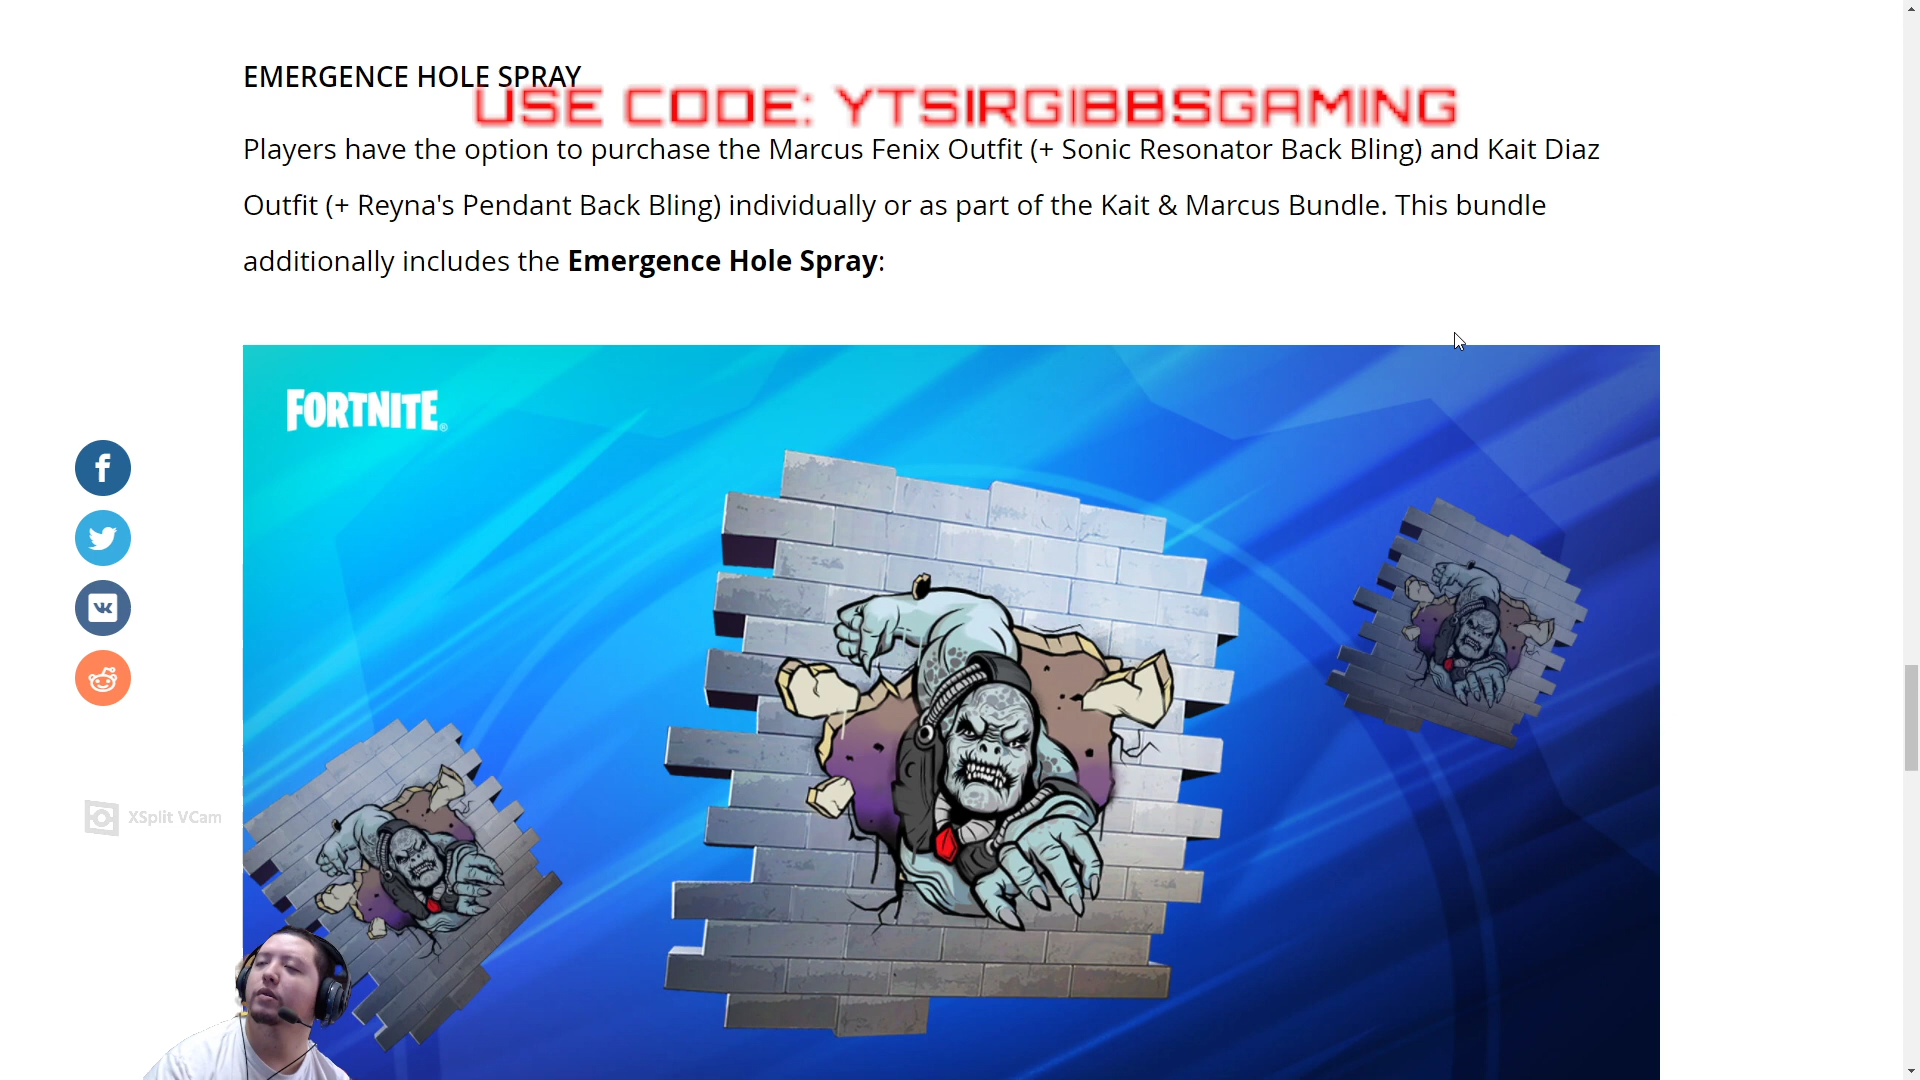 EMERGENCE HOLE SPRAY
USE CODE: YTSIRGIBBSGAMING
Players have the option to purchase the Marcus Fenix Outfit (+ Sonic Resonator Back Bling) and Kait Diaz
Outfit (+ Reyna's Pendant Back Bling) individually or as part of the Kait & Marcus Bundle. This bundle
additionally includes the Emergence Hole Spray:
FORTNITE®
XSplit VCam